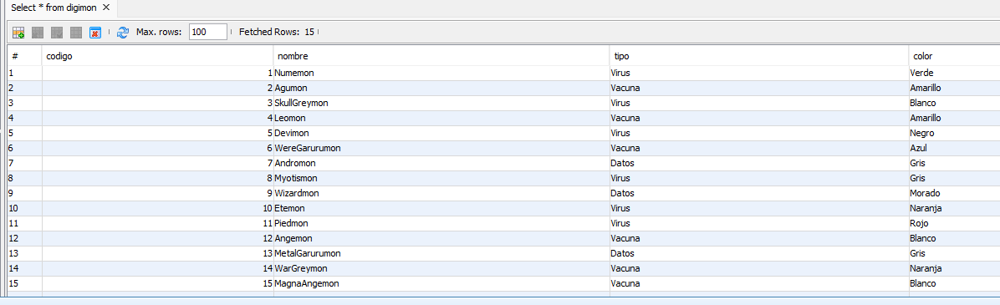 Select * from digimon
Max. rows: 100 Fetched Rows: 15
# codigo nombre tipo color
1 1 Numemon Virus Verde
2 2 Agumon Vacuna Amarillo
3 3 SkullGreymon Virus Blanco
4 4 Leomon Vacuna Amarillo
5 5 Devimon Virus Negro
6 6 WereGarurumon Vacuna Azul
7 7 Andromon Datos Gris
8 8 Myotismon Virus Gris
9 9 Wizardmon Datos Morado
10 10 Etemon Virus Naranja
11 11 Piedmon Virus Rojo
12 12 Angemon Vacuna Blanco
13 13 MetalGarurumon Datos Gris
14 14 WarGreymon Vacuna Naranja
15 15 MagnaAngemon Vacuna Blanco